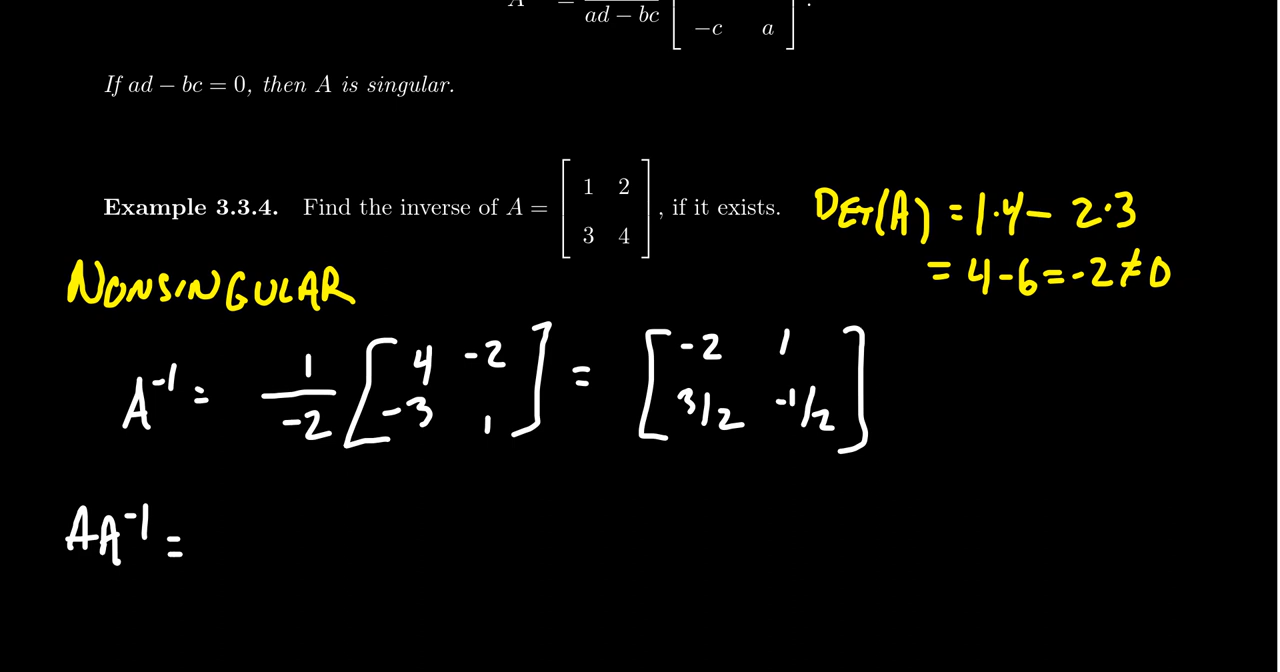 A = 1/(ad − bc) [ −c a ] .
If ad − bc = 0, then A is singular.
Example 3.3.4. Find the inverse of A = [ 1 2 ; 3 4 ], if it exists.
DET(A) = 1·4 − 2·3
= 4 - 6 = -2 ≠ 0
NONSINGULAR
A⁻¹ = 1/-2 [ 4 -2 ; -3 1 ] = [ -2 1 ; 3/2 -1/2 ]
AA⁻¹ =